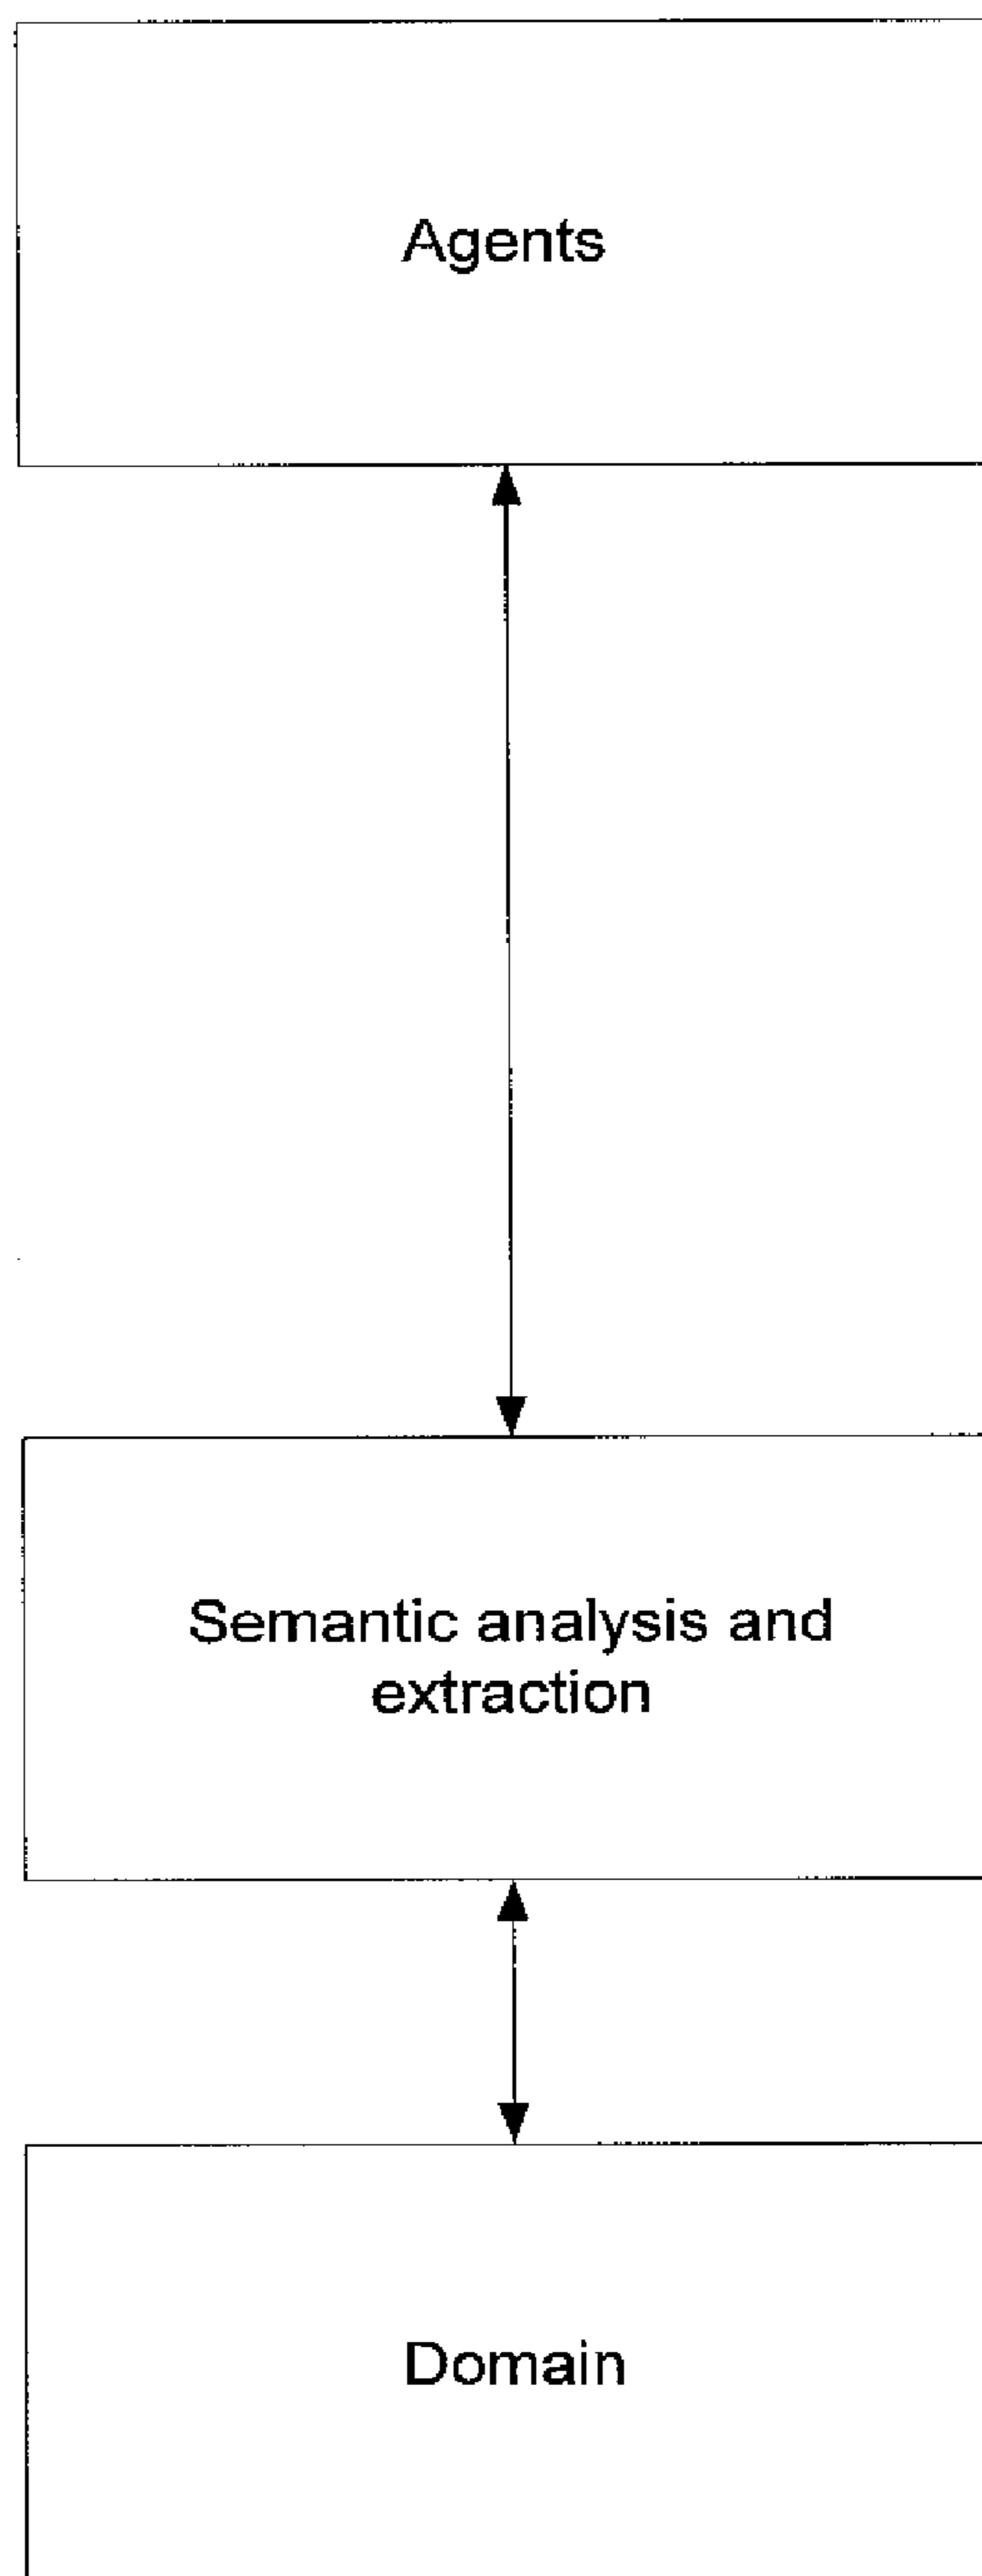 Agents
Semantic analysis and
extraction
Domain